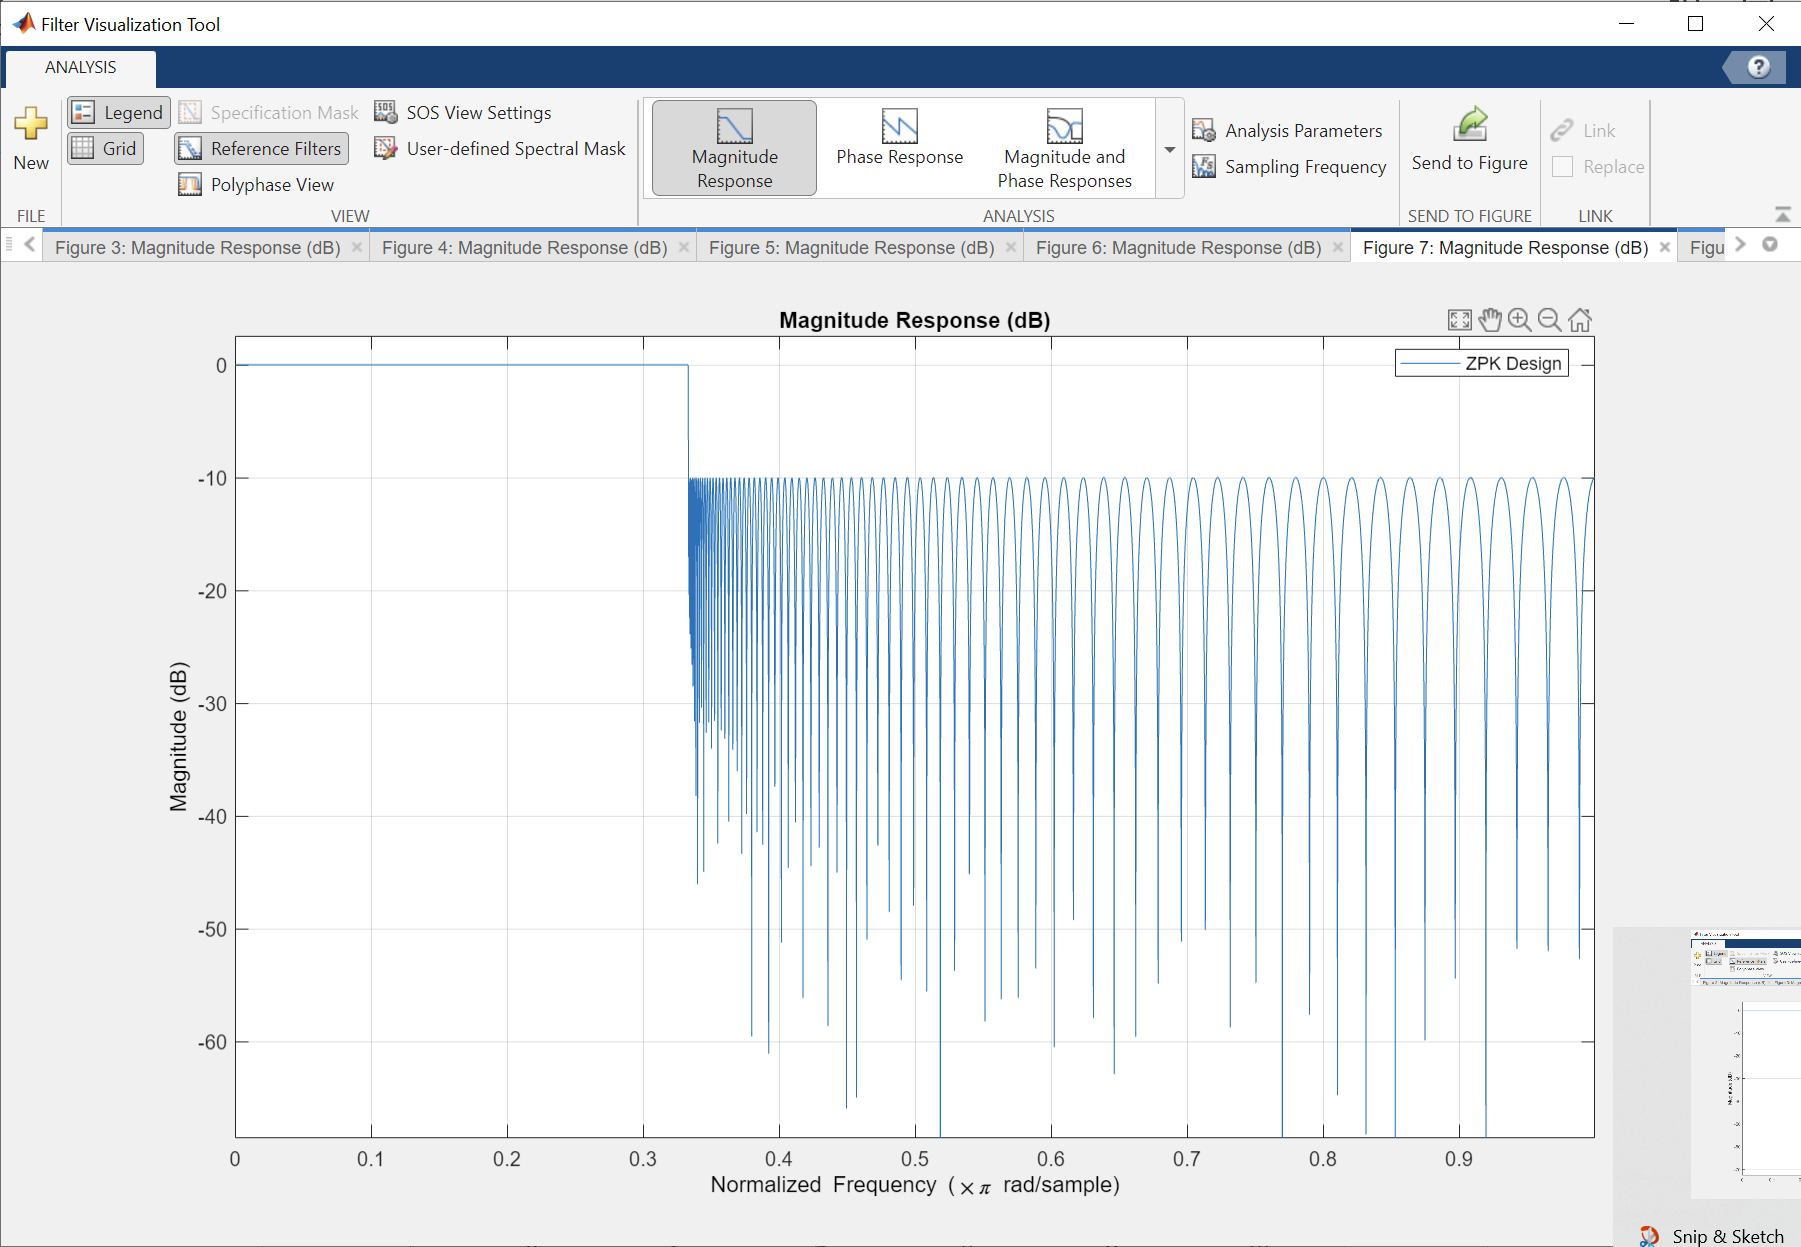 Filter Visualization Tool
ANALYSIS
?
New
Legend
Grid
Specification Mask
Reference Filters
Polyphase View
SOS View Settings
User-defined Spectral Mask
Magnitude
Response
Phase Response
Magnitude and
Phase Responses
Analysis Parameters
Sampling Frequency
Send to Figure
Link
Replace
FILE
VIEW
ANALYSIS
SEND TO FIGURE
LINK
Figure 3: Magnitude Response (dB)
Figure 4: Magnitude Response (dB)
Figure 5: Magnitude Response (dB)
Figure 6: Magnitude Response (dB)
Figure 7: Magnitude Response (dB)
Figu
Magnitude Response (dB)
ZPK Design
0
-10
-20
-30
-40
-50
-60
Magnitude (dB)
0 0.1 0.2 0.3 0.4 0.5 0.6 0.7 0.8 0.9
Normalized Frequency (×π rad/sample)
Snip & Sketch